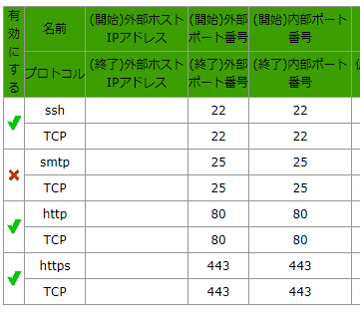 有効にする
名前 (開始)外部ホストIPアドレス (開始)外部ポート番号 (開始)内部ポート番号
プロトコル (終了)外部ホストIPアドレス (終了)外部ポート番号 (終了)内部ポート番号
ssh 22 22
TCP 22 22
smtp 25 25
TCP 25 25
http 80 80
TCP 80 80
https 443 443
TCP 443 443